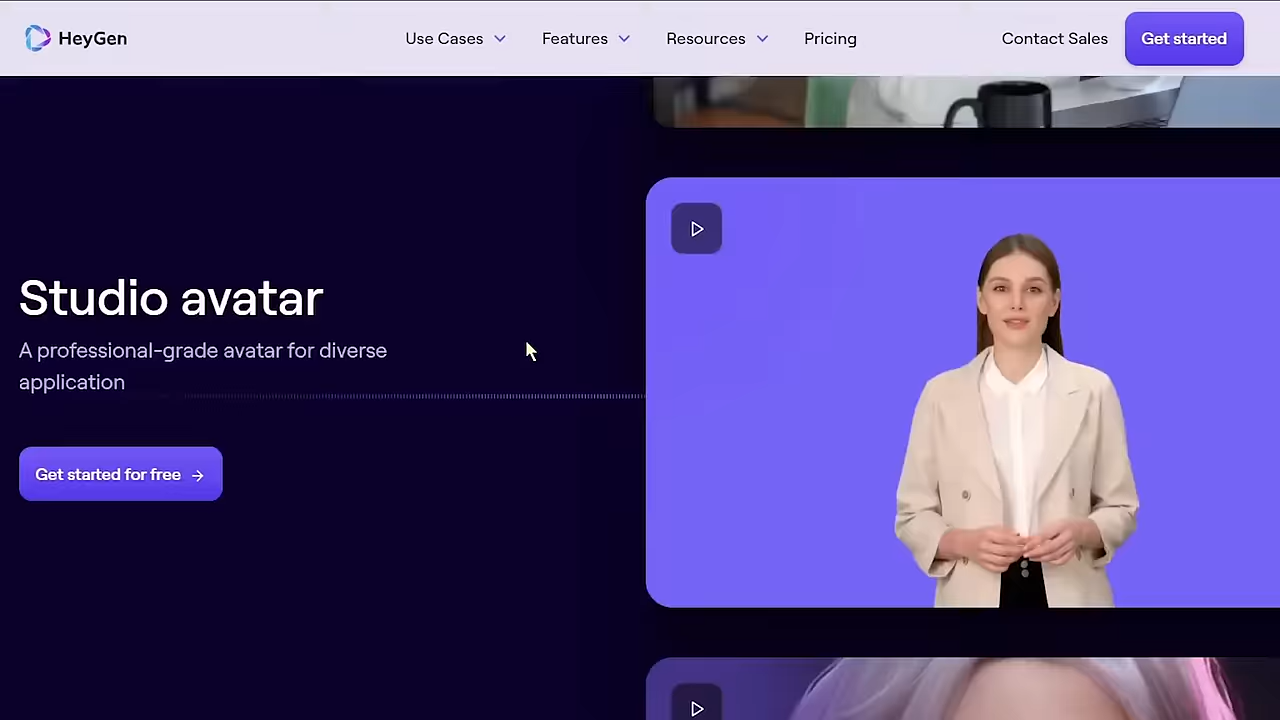 HeyGen
Use Cases
Features
Resources
Pricing
Contact Sales
Get started
Studio avatar
A professional-grade avatar for diverse
application
Get started for free →